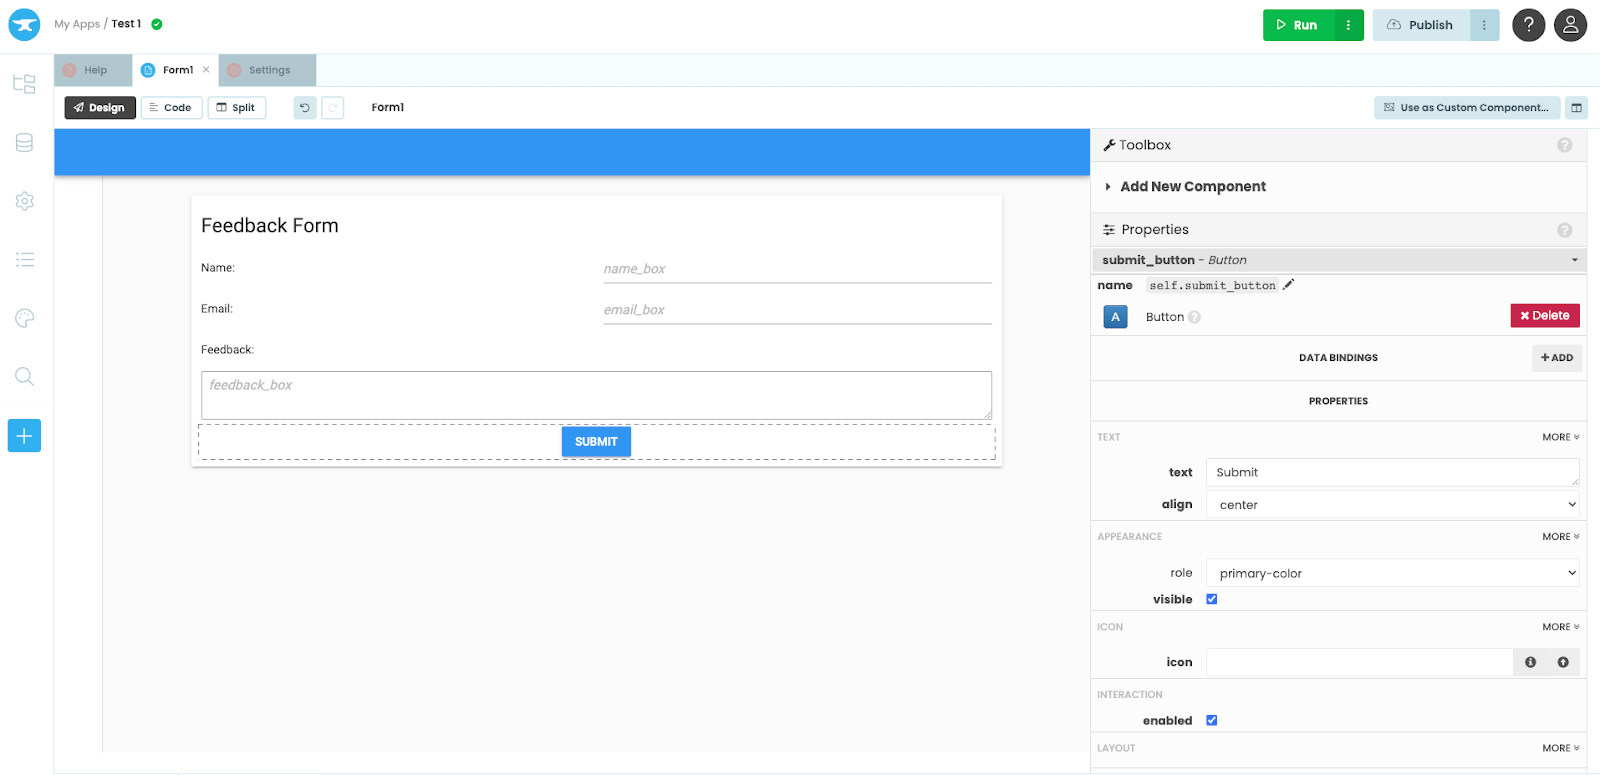 My Apps / Test 1
Run
Publish
?
Help
Form1 ×
Settings
Design
Code
Split
Form1
Use as Custom Component...
Toolbox
?
Add New Component
Properties
?
submit_button - Button
name self.submit_button
A Button ?
× Delete
DATA BINDINGS
+ ADD
PROPERTIES
TEXT
MORE
text Submit
align center
APPEARANCE
MORE
role primary-color
visible
ICON
MORE
icon
INTERACTION
enabled
LAYOUT
MORE
Feedback Form
Name: name_box
Email: email_box
Feedback:
feedback_box
SUBMIT